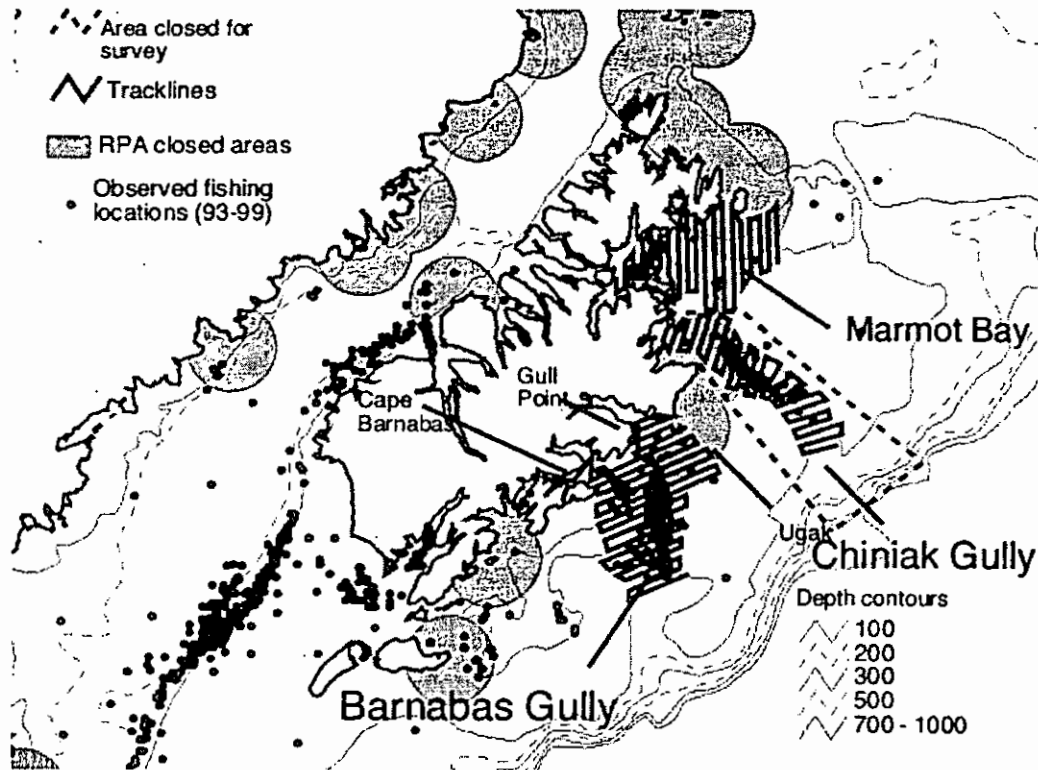 Area closed for
survey
Tracklines
RPA closed areas
Observed fishing
locations (93-99)
Marmot Bay
Gull
Point
Cape
Barnabas
Ugak
Chiniak Gully
Depth contours
100
200
300
500
700 - 1000
Barnabas Gully